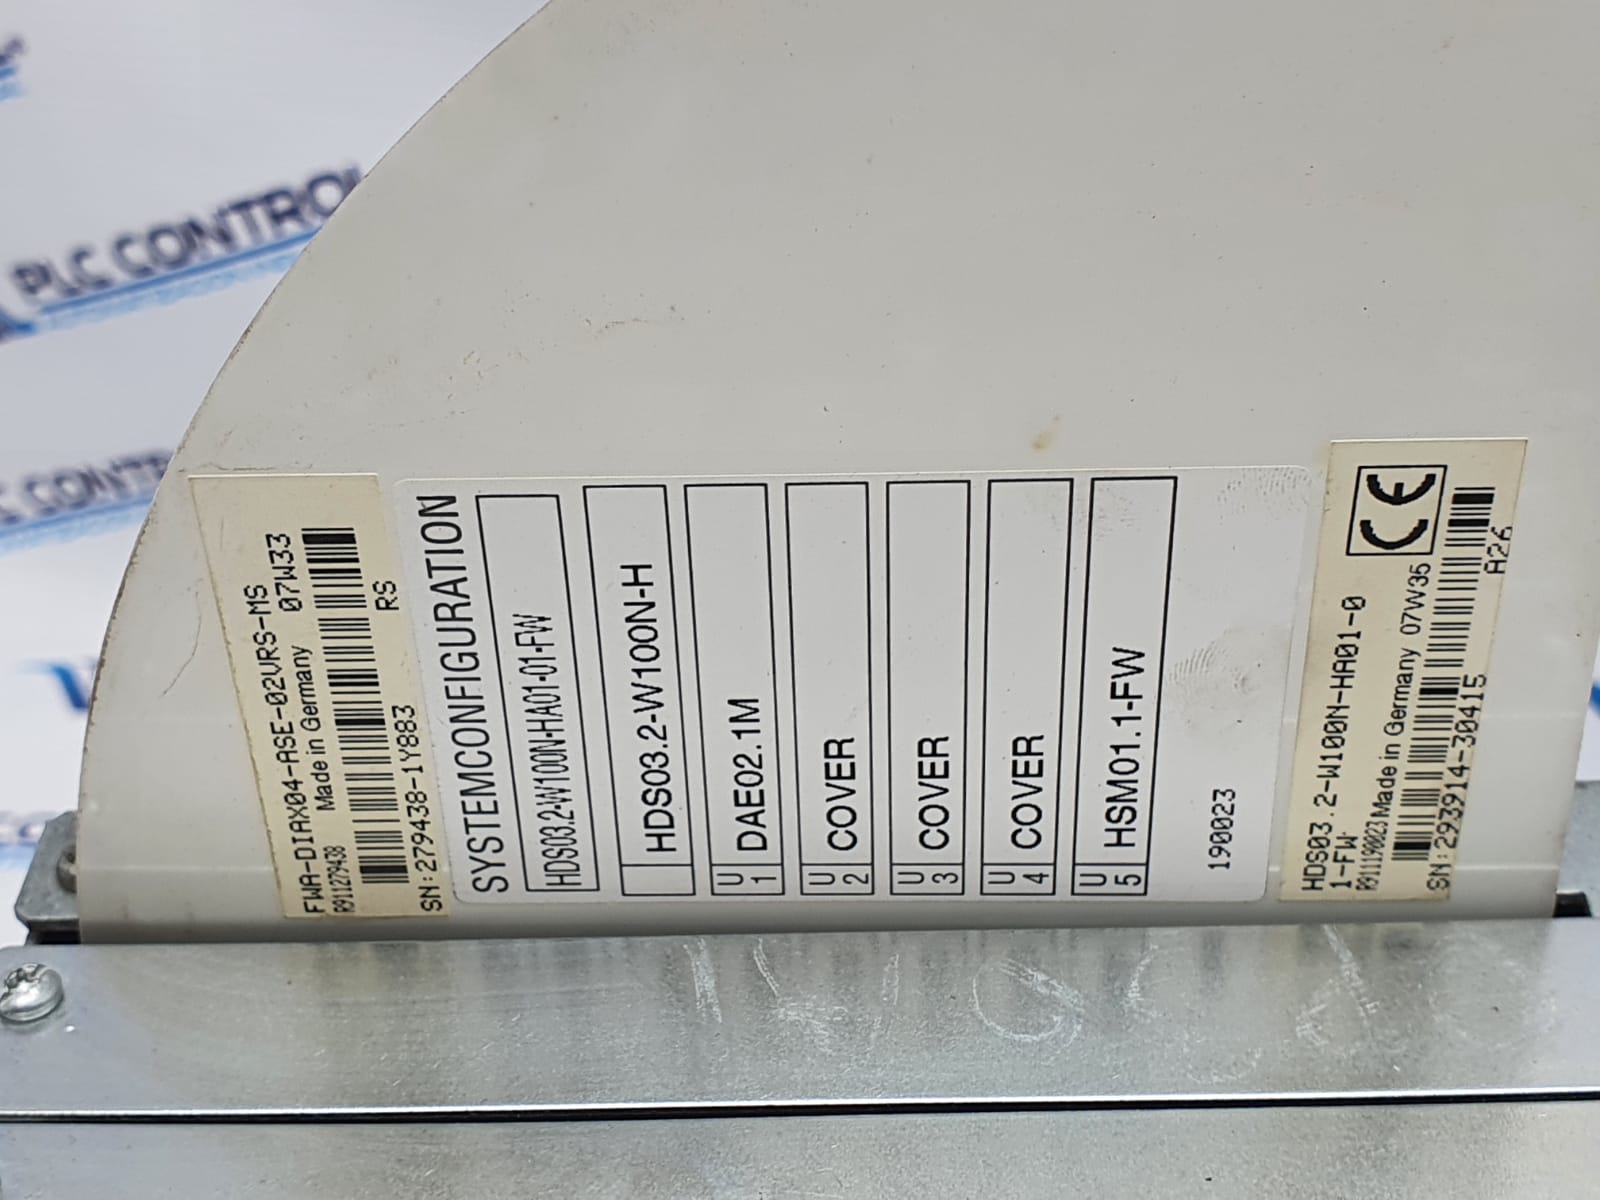 PLC CONTROL
C CONTR
FWA-DIAX04-ASE-02VRS-MS
R911279438 Made in Germany 07W33
RS
SN:279438-1Y883
SYSTEMCONFIGURATION
HDS03.2-W100N-HA01-01-FW
HDS03.2-W100N-H
U1 DAE02.1M
U2 COVER
U3 COVER
U4 COVER
U5 HSM01.1-FW
190023
HDS03.2-W100N-HA01-0
1-FW
R911190023 Made in Germany 07W35
CE
SN:293914-30415
A26